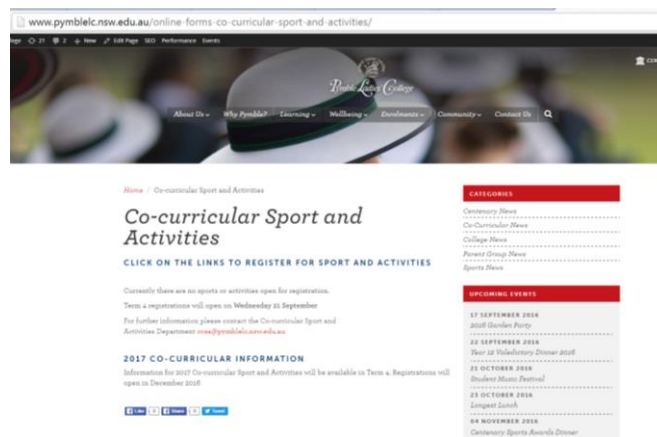 www.pymblelc.nsw.edu.au/online-forms-co-curricular-sport-and-activities/
21 2 + New Edit Page SEO Performance Events
Pymble Ladies' College
About Us Why Pymble? Learning Wellbeing Enrolments Community Contact Us
Home / Co-curricular Sport and Activities
Co-curricular Sport and
Activities
CLICK ON THE LINKS TO REGISTER FOR SPORT AND ACTIVITIES
Currently there are no sports or activities open for registration.
Term 4 registrations will open on Wednesday 21 September
For further information please contact the Co-curricular Sport and
Activities Department
2017 CO-CURRICULAR INFORMATION
Information for 2017 Co-curricular Sport and Activities will be available in Term 4. Registrations will
open in December 2016
Like 0 Share 0 Tweet
CATEGORIES
Centenary News
Co-Curricular News
College News
Parent Group News
Sports News
UPCOMING EVENTS
17 SEPTEMBER 2016
2016 Garden Party
22 SEPTEMBER 2016
Year 12 Valedictory Dinner 2016
21 OCTOBER 2016
Student Music Festival
23 OCTOBER 2016
Longest Lunch
04 NOVEMBER 2016
Centenary Sports Awards Dinner